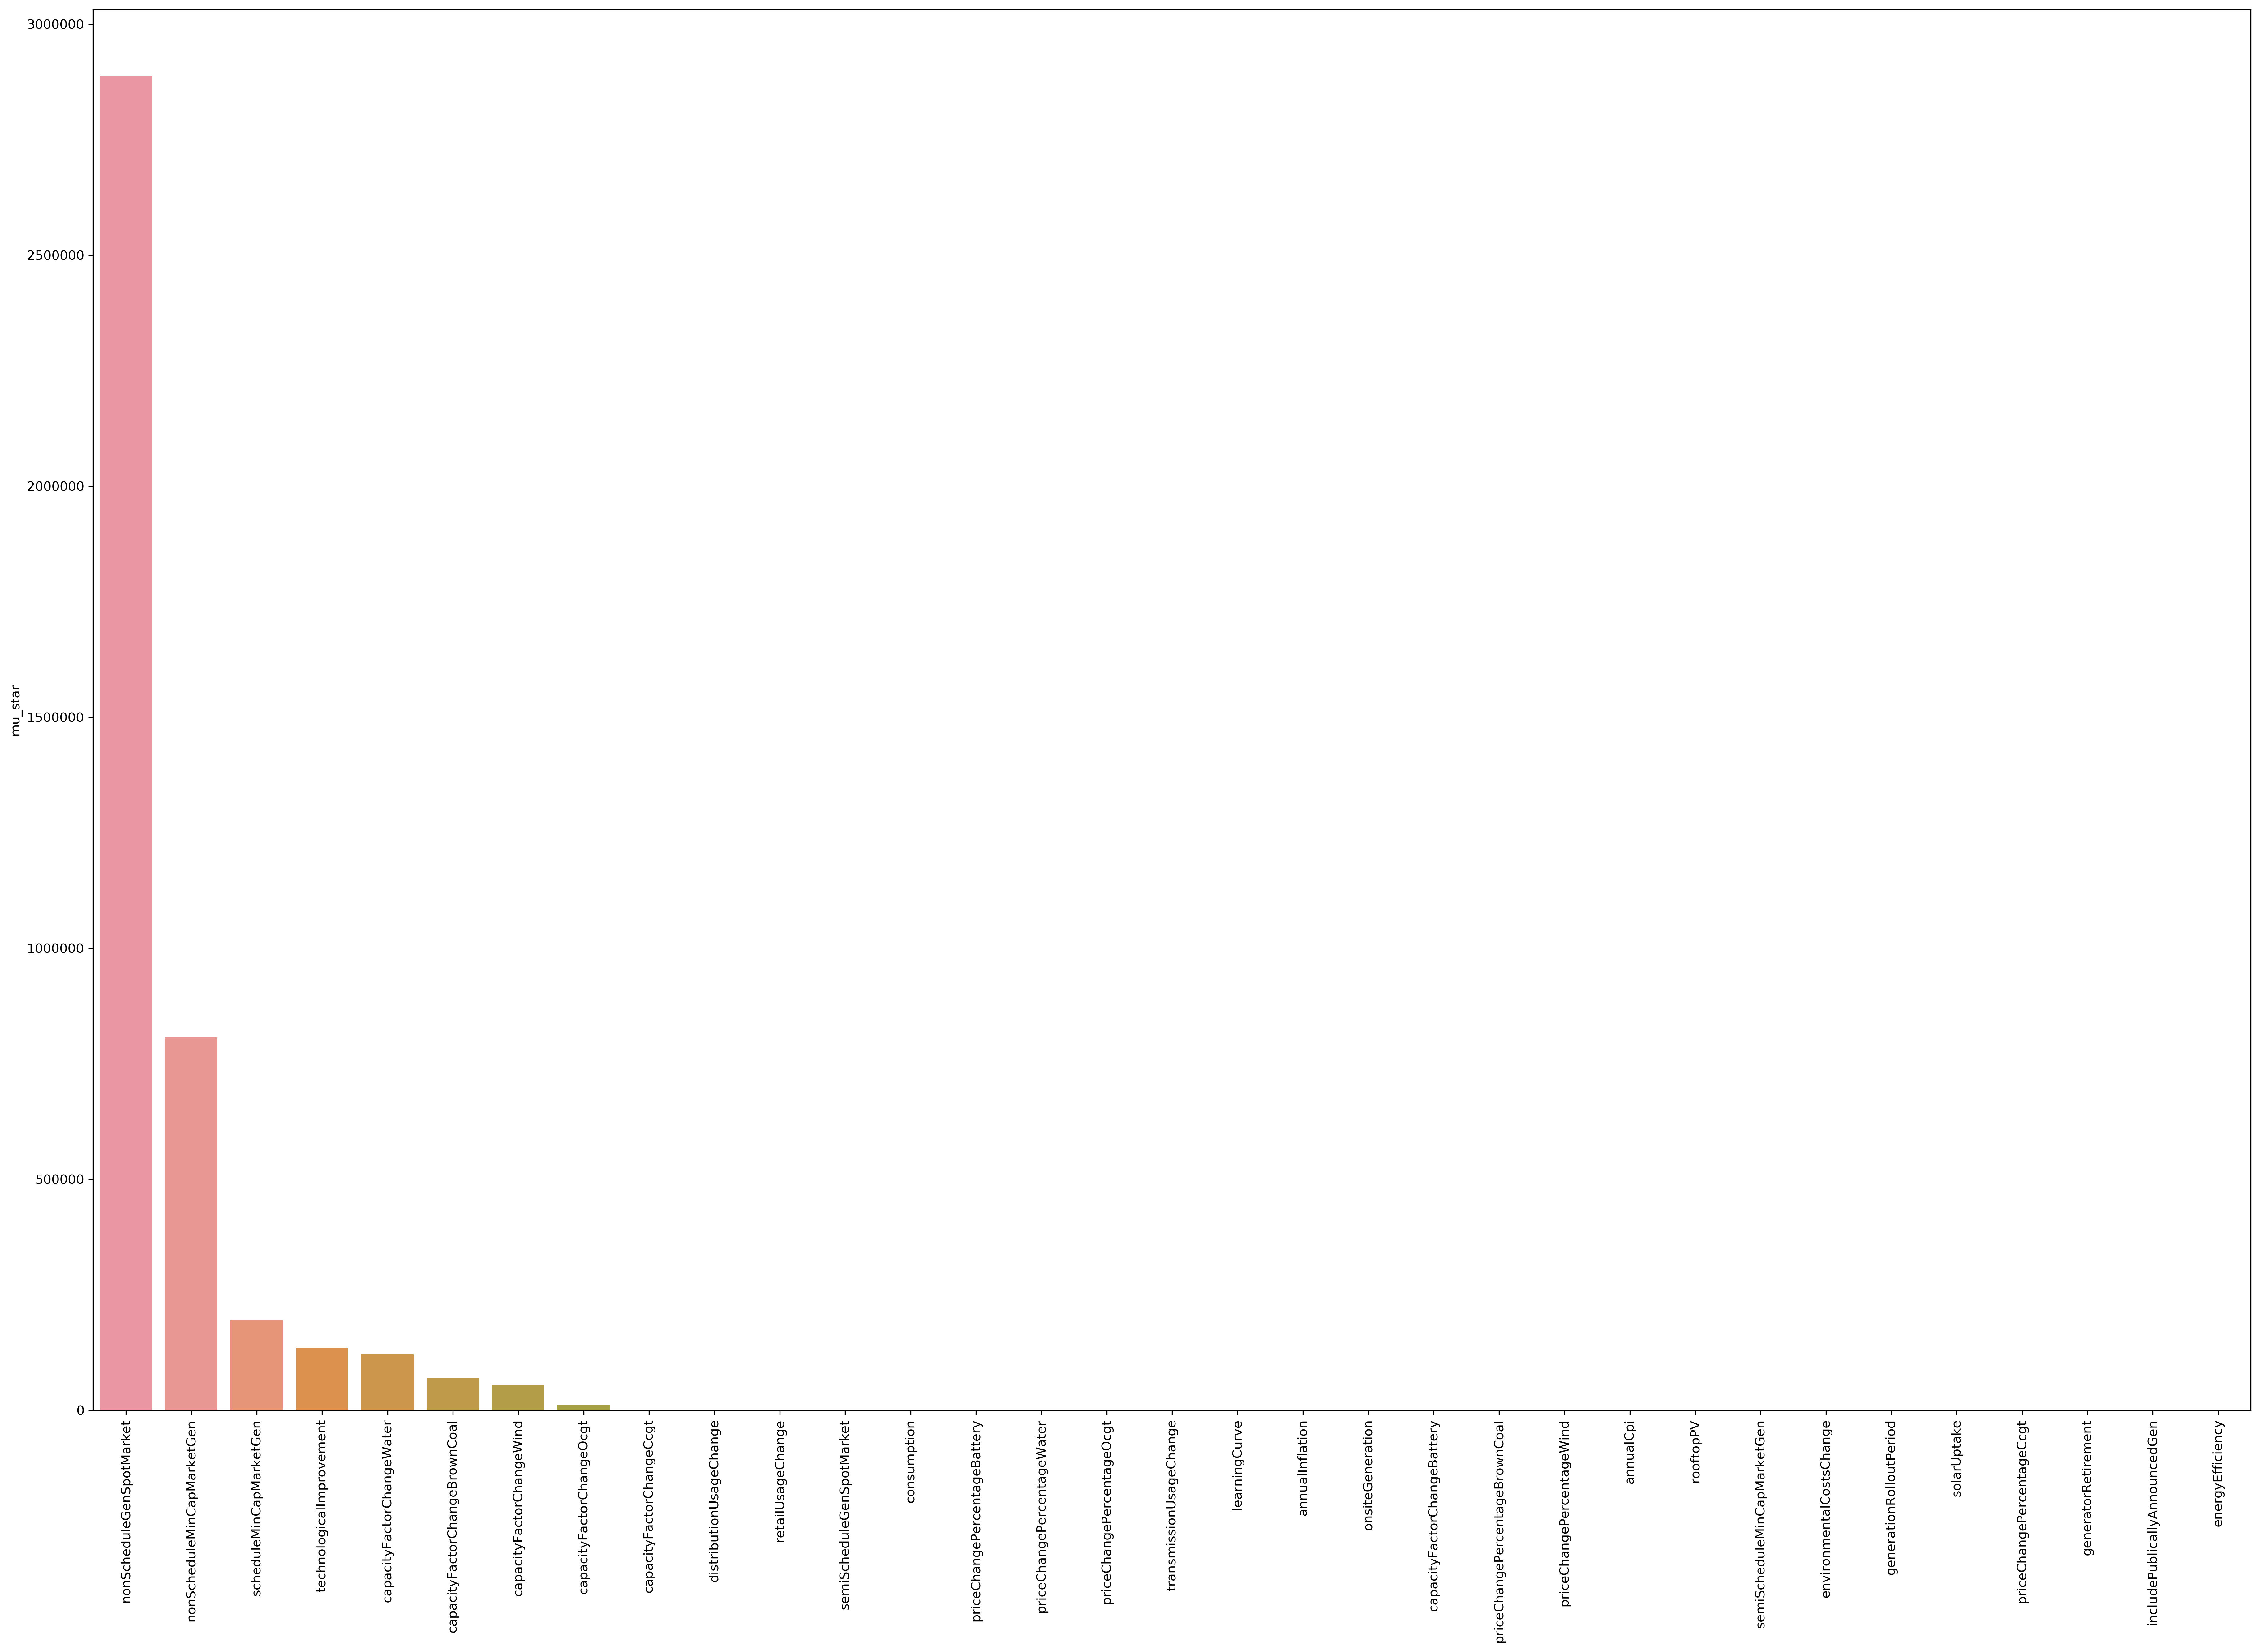 3000000
2500000
2000000
1500000
1000000
500000
0
mu_star
nonScheduleGenSpotMarket
nonScheduleMinCapMarketGen
scheduleMinCapMarketGen
technologicalImprovement
capacityFactorChangeWater
capacityFactorChangeBrownCoal
capacityFactorChangeWind
capacityFactorChangeOcgt
capacityFactorChangeCcgt
distributionUsageChange
retailUsageChange
semiScheduleGenSpotMarket
consumption
priceChangePercentageBattery
priceChangePercentageWater
priceChangePercentageOcgt
transmissionUsageChange
learningCurve
annualInflation
onsiteGeneration
capacityFactorChangeBattery
priceChangePercentageBrownCoal
priceChangePercentageWind
annualCpi
rooftopPV
semiScheduleMinCapMarketGen
environmentalCostsChange
generationRolloutPeriod
solarUptake
priceChangePercentageCcgt
generatorRetirement
includePublicallyAnnouncedGen
energyEfficiency